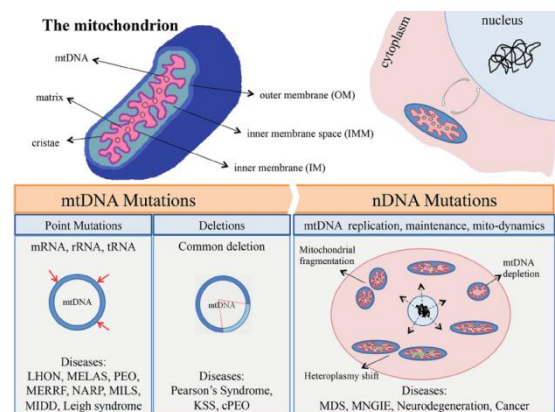 The mitochondrion
mtDNA
matrix
cristae
outer membrane (OM)
inner membrane space (IMM)
inner membrane (IM)
cytoplasm
nucleus
mtDNA Mutations
nDNA Mutations
Point Mutations
Deletions
mtDNA replication, maintenance, mito-dynamics
mRNA, rRNA, tRNA
mtDNA
Diseases:
LHON, MELAS, PEO,
MERRF, NARP, MILS,
MIDD, Leigh syndrome
Common deletion
mtDNA
Diseases:
Pearson's Syndrome,
KSS, cPEO
Mitochondrial
fragmentation
mtDNA
depletion
Heteroplasmy shift
Diseases:
MDS, MNGIE, Neurodegeneration, Cancer